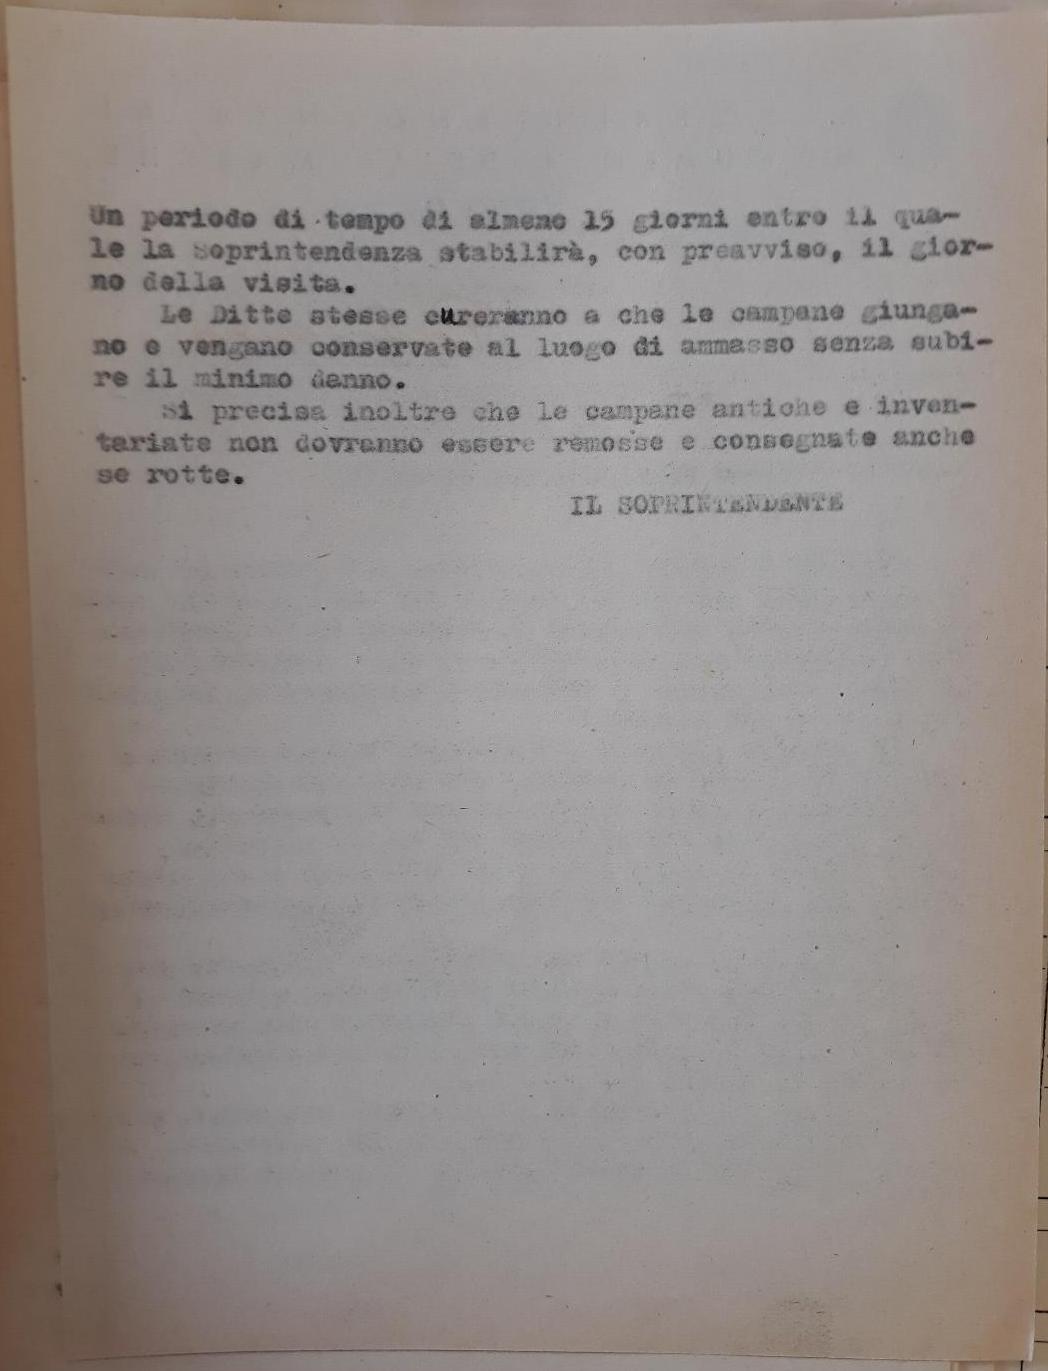 Un periodo di tempo di almeno 15 giorni entro il qua-
le la Soprintendenza stabilirà, con preavviso, il gior-
no della visita.
Le Ditte stesse cureranno a che le campane giunga-
no e vengano conservate al luogo di ammasso senza subi-
re il minimo danno.
Si precisa inoltre che le campane antiche e inven-
tariate non dovranno essere remosse e consegnate anche
se rotte.
IL SOPRINTENDENTE